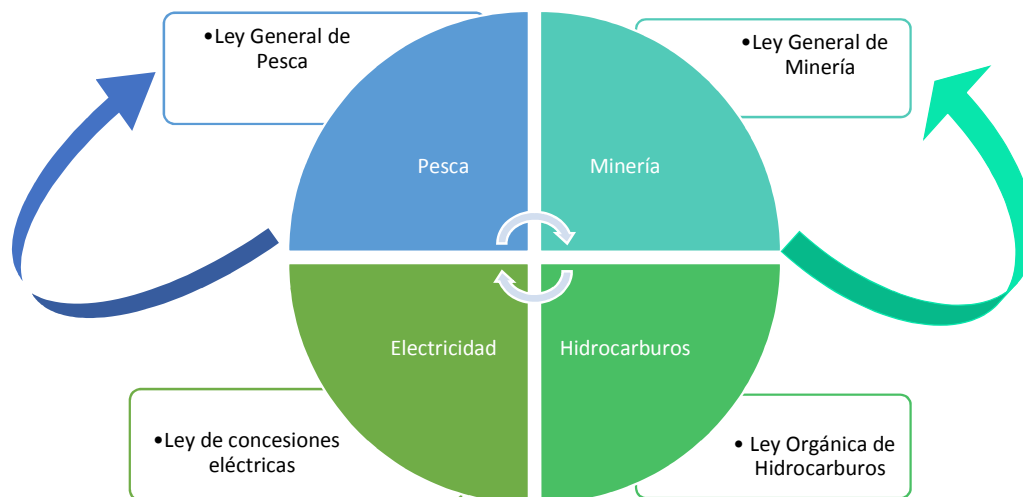 •Ley General de
Pesca
•Ley General de
Minería
Pesca
Minería
Electricidad
Hidrocarburos
•Ley de concesiones
eléctricas
• Ley Orgánica de
Hidrocarburos